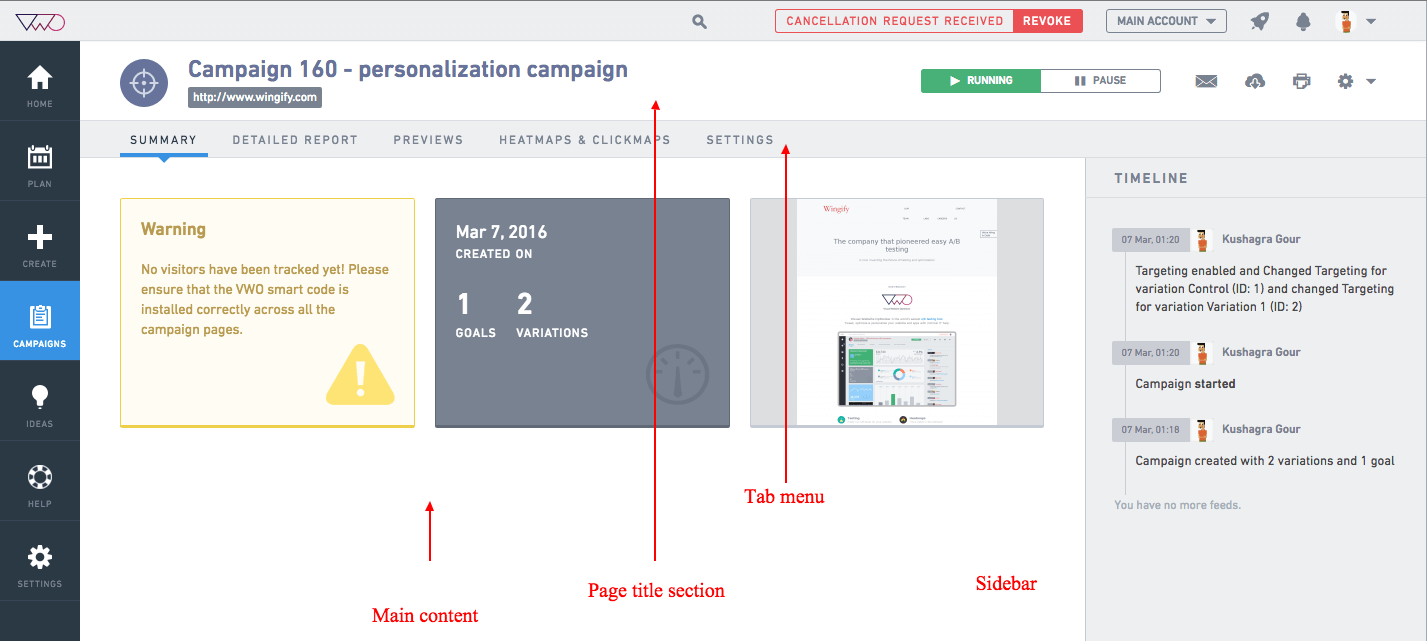 VWO
CANCELLATION REQUEST RECEIVED
REVOKE
MAIN ACCOUNT
HOME
PLAN
CREATE
CAMPAIGNS
IDEAS
HELP
SETTINGS
Campaign 160 - personalization campaign
http://www.wingify.com
RUNNING
PAUSE
SUMMARY
DETAILED REPORT
PREVIEWS
HEATMAPS & CLICKMAPS
SETTINGS
Warning
No visitors have been tracked yet! Please
ensure that the VWO smart code is
installed correctly across all the
campaign pages.
Mar 7, 2016
CREATED ON
1
GOALS
2
VARIATIONS
Wingify
The company that pioneered easy A/B
testing
VWO
TIMELINE
07 Mar, 01:20
Kushagra Gour
Targeting enabled and Changed Targeting for
variation Control (ID: 1) and changed Targeting
for variation Variation 1 (ID: 2)
07 Mar, 01:20
Kushagra Gour
Campaign started
07 Mar, 01:18
Kushagra Gour
Campaign created with 2 variations and 1 goal
You have no more feeds.
Tab menu
Page title section
Sidebar
Main content